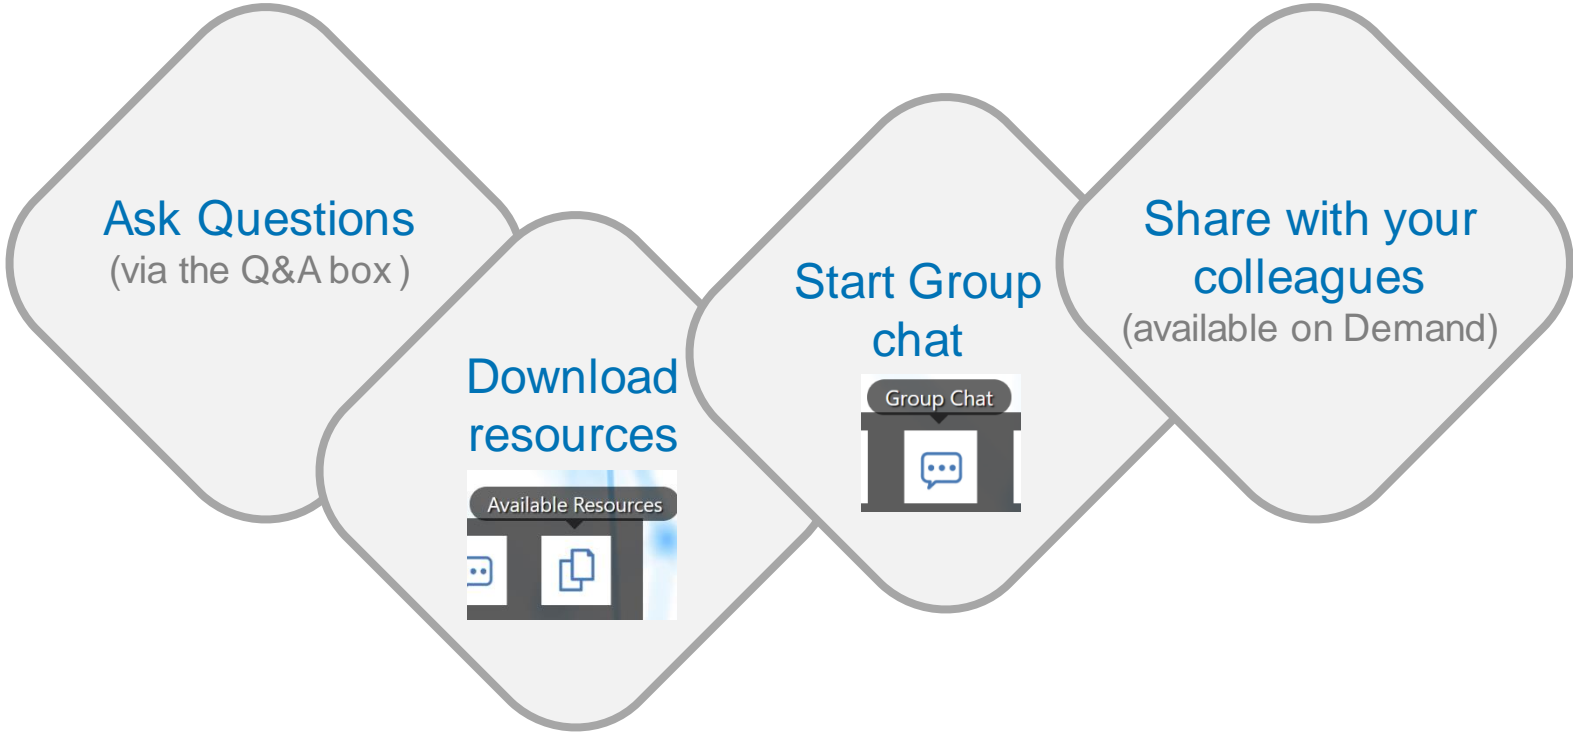 Ask Questions
(via the Q&A box)
Download
resources
Available Resources
Start Group
chat
Group Chat
Share with your
colleagues
(available on Demand)